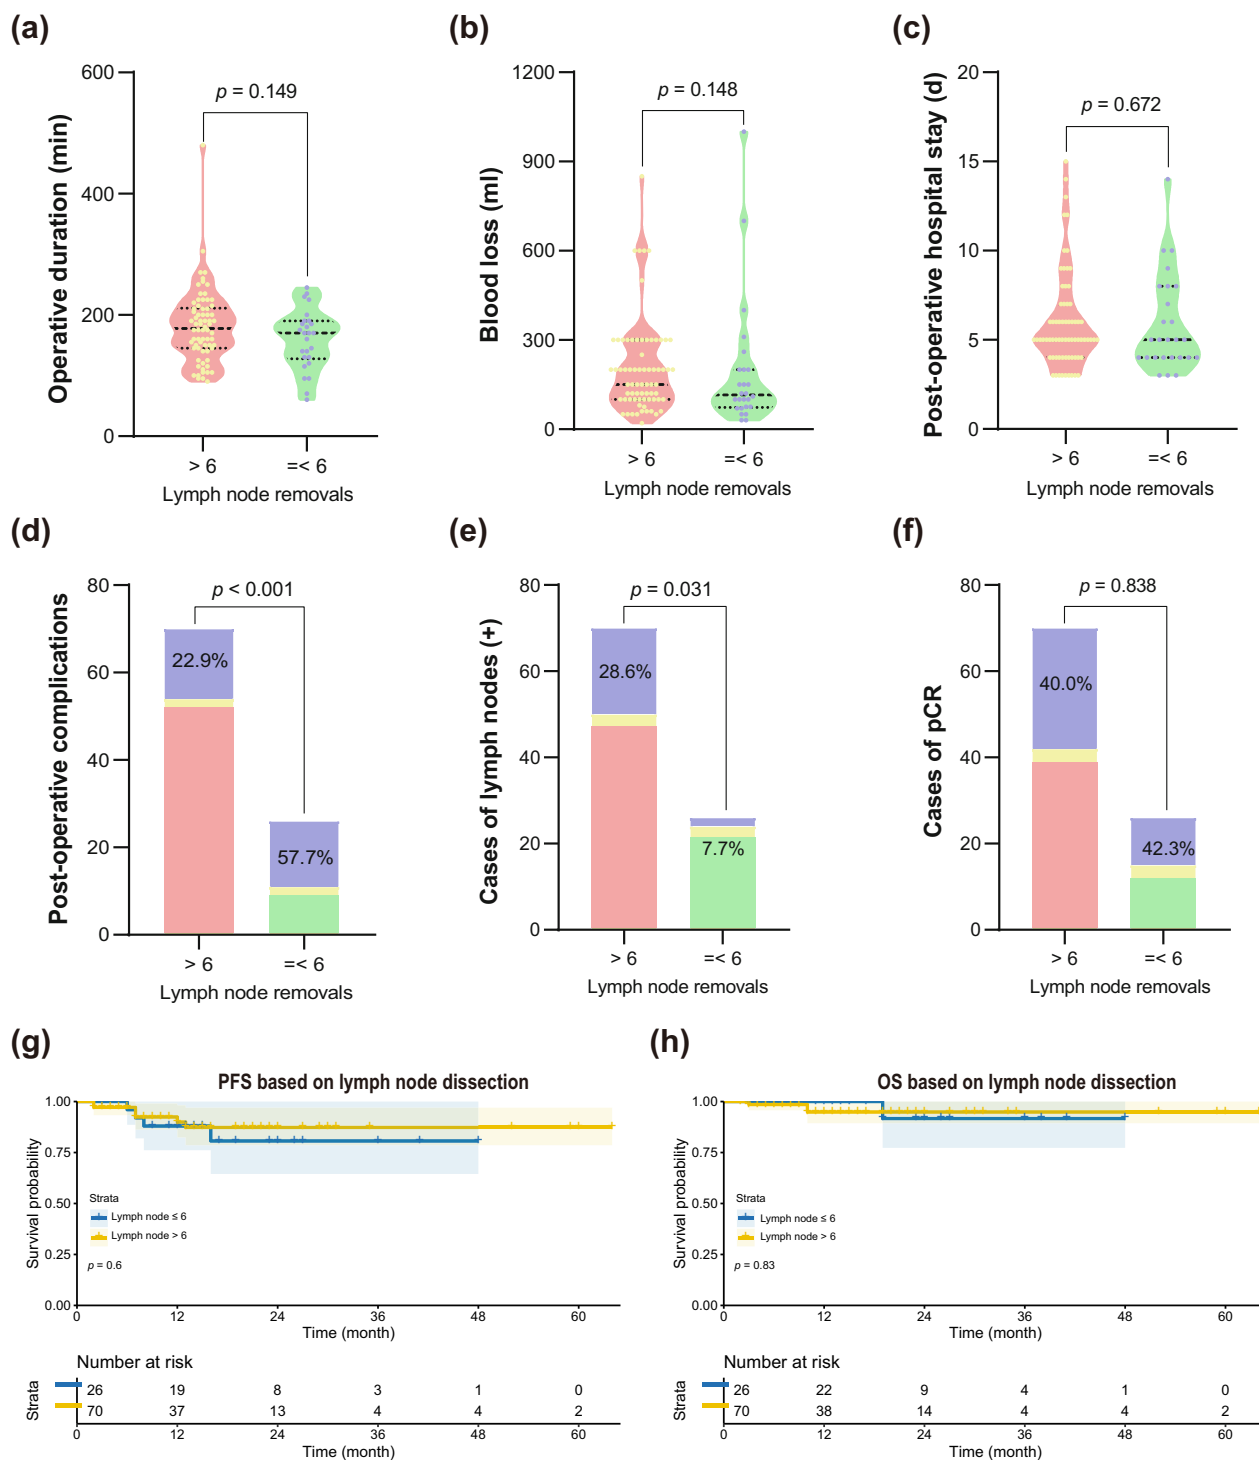 (a)
(b)
(c)
Operative duration (min)
600
400
200
0
p = 0.149
> 6
=< 6
Lymph node removals
Blood loss (ml)
1200
900
600
300
0
p = 0.148
> 6
=< 6
Lymph node removals
Post-operative hospital stay (d)
20
15
10
5
0
p = 0.672
> 6
=< 6
Lymph node removals
(d)
(e)
(f)
Post-operative complications
80
60
40
20
0
p < 0.001
22.9%
57.7%
> 6
=< 6
Lymph node removals
Cases of lymph nodes (+)
80
60
40
20
0
p = 0.031
28.6%
7.7%
> 6
=< 6
Lymph node removals
Cases of pCR
80
60
40
20
0
p = 0.838
40.0%
42.3%
> 6
=< 6
Lymph node removals
(g)
PFS based on lymph node dissection
Survival probability
1.00
0.75
0.50
0.25
0.00
Strata
Lymph node ≤ 6
Lymph node > 6
p = 0.6
0 12 24 36 48 60
Time (month)
Number at risk
Strata
26 19 8 3 1 0
70 37 13 4 4 2
0 12 24 36 48 60
Time (month)
(h)
OS based on lymph node dissection
Survival probability
1.00
0.75
0.50
0.25
0.00
Strata
Lymph node ≤ 6
Lymph node > 6
p = 0.83
0 12 24 36 48 60
Time (month)
Number at risk
Strata
26 22 9 4 1 0
70 38 14 4 4 2
0 12 24 36 48 60
Time (month)